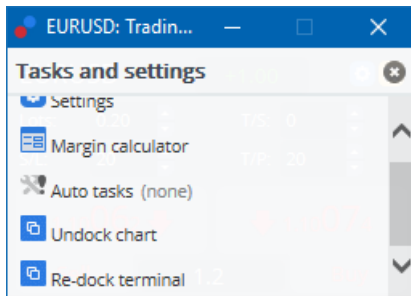 EURUSD: Tradin...
Tasks and settings
Settings
Margin calculator
Auto tasks (none)
Undock chart
Re-dock terminal